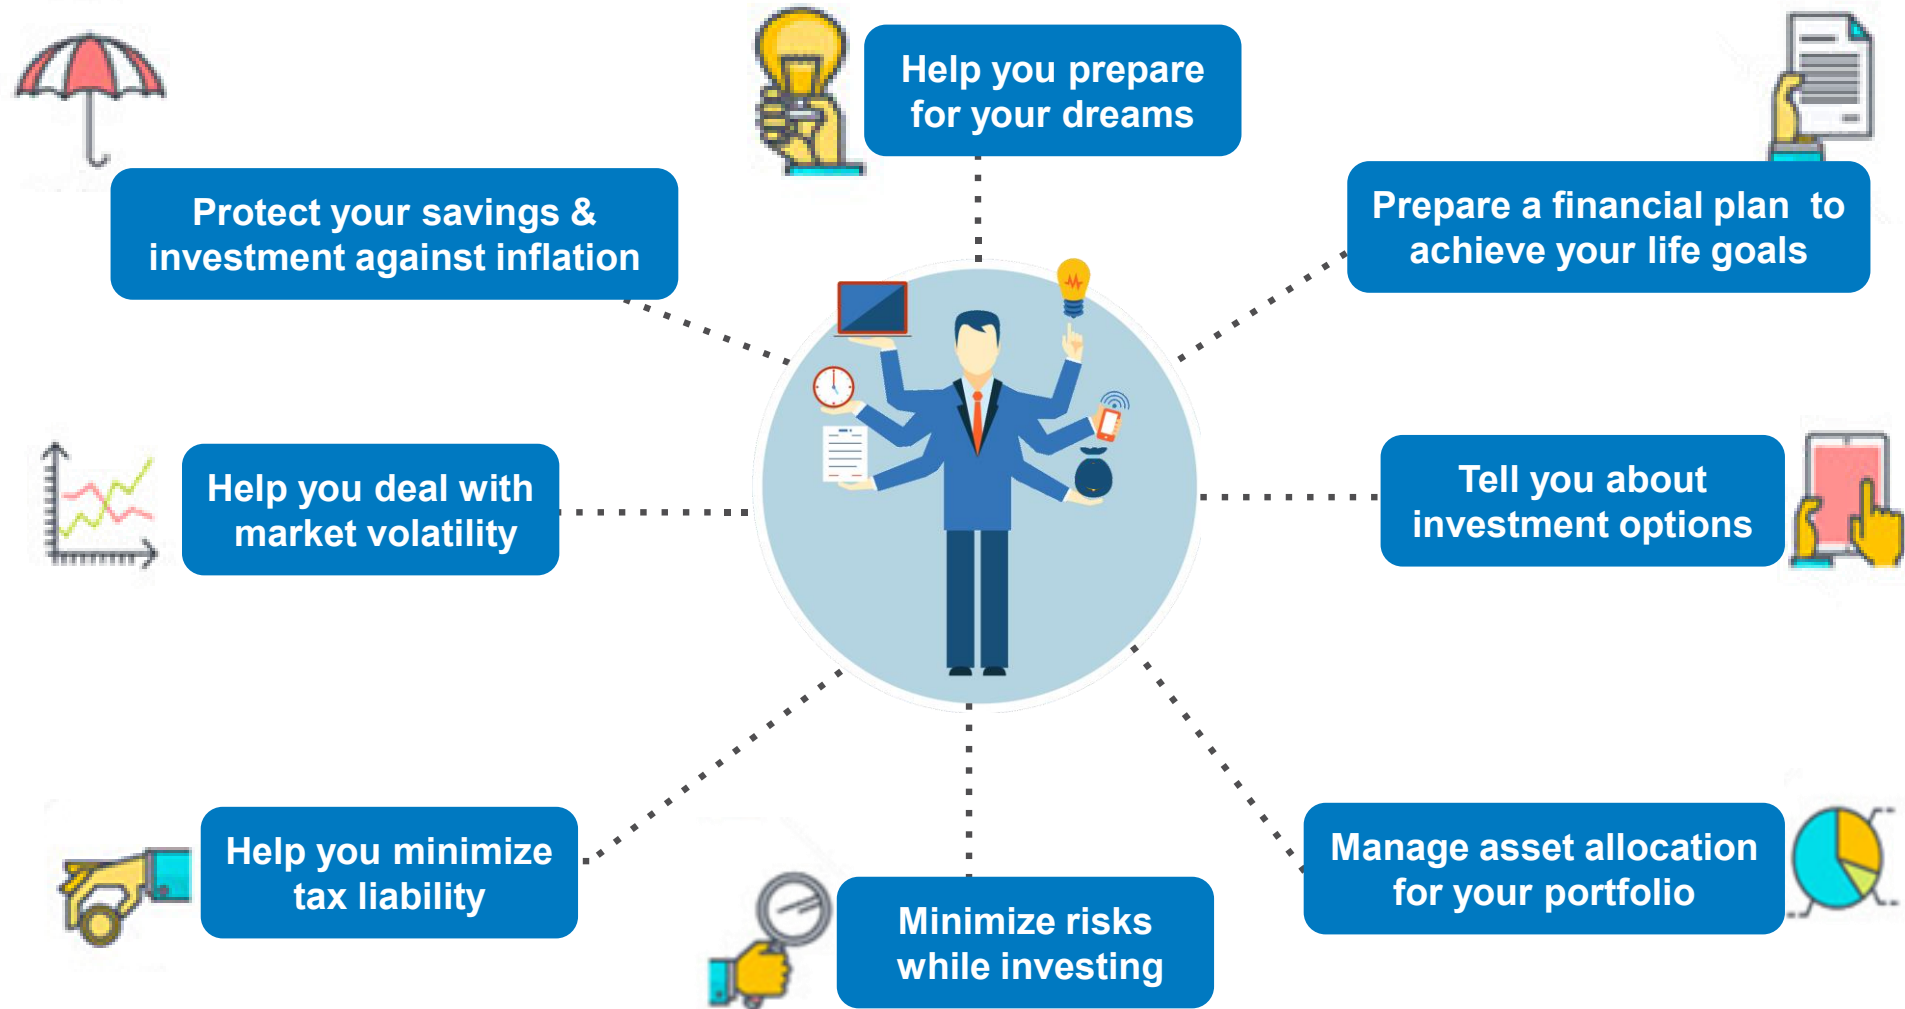 Help you prepare
for your dreams
Protect your savings &
investment against inflation
Prepare a financial plan  to
achieve your life goals
Help you deal with
market volatility
Tell you about
investment options
Help you minimize
tax liability
Manage asset allocation
for your portfolio
Minimize risks
while investing